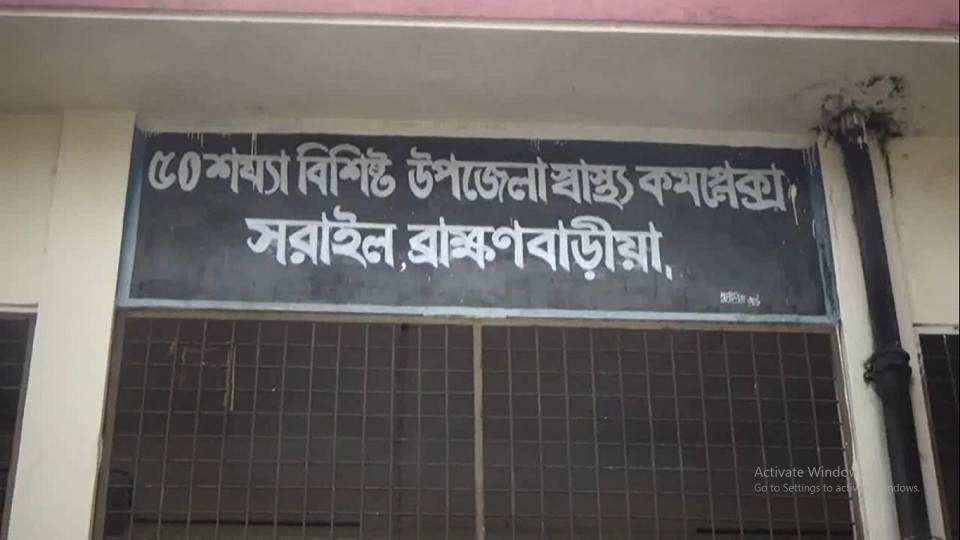 ৫০ শয্যা বিশিষ্ট উপজেলা স্বাস্থ্য কমপ্লেক্স,
সরাইল, ব্রাহ্মণবাড়ীয়া,
Activate Windows
Go to Settings to activate Windows.